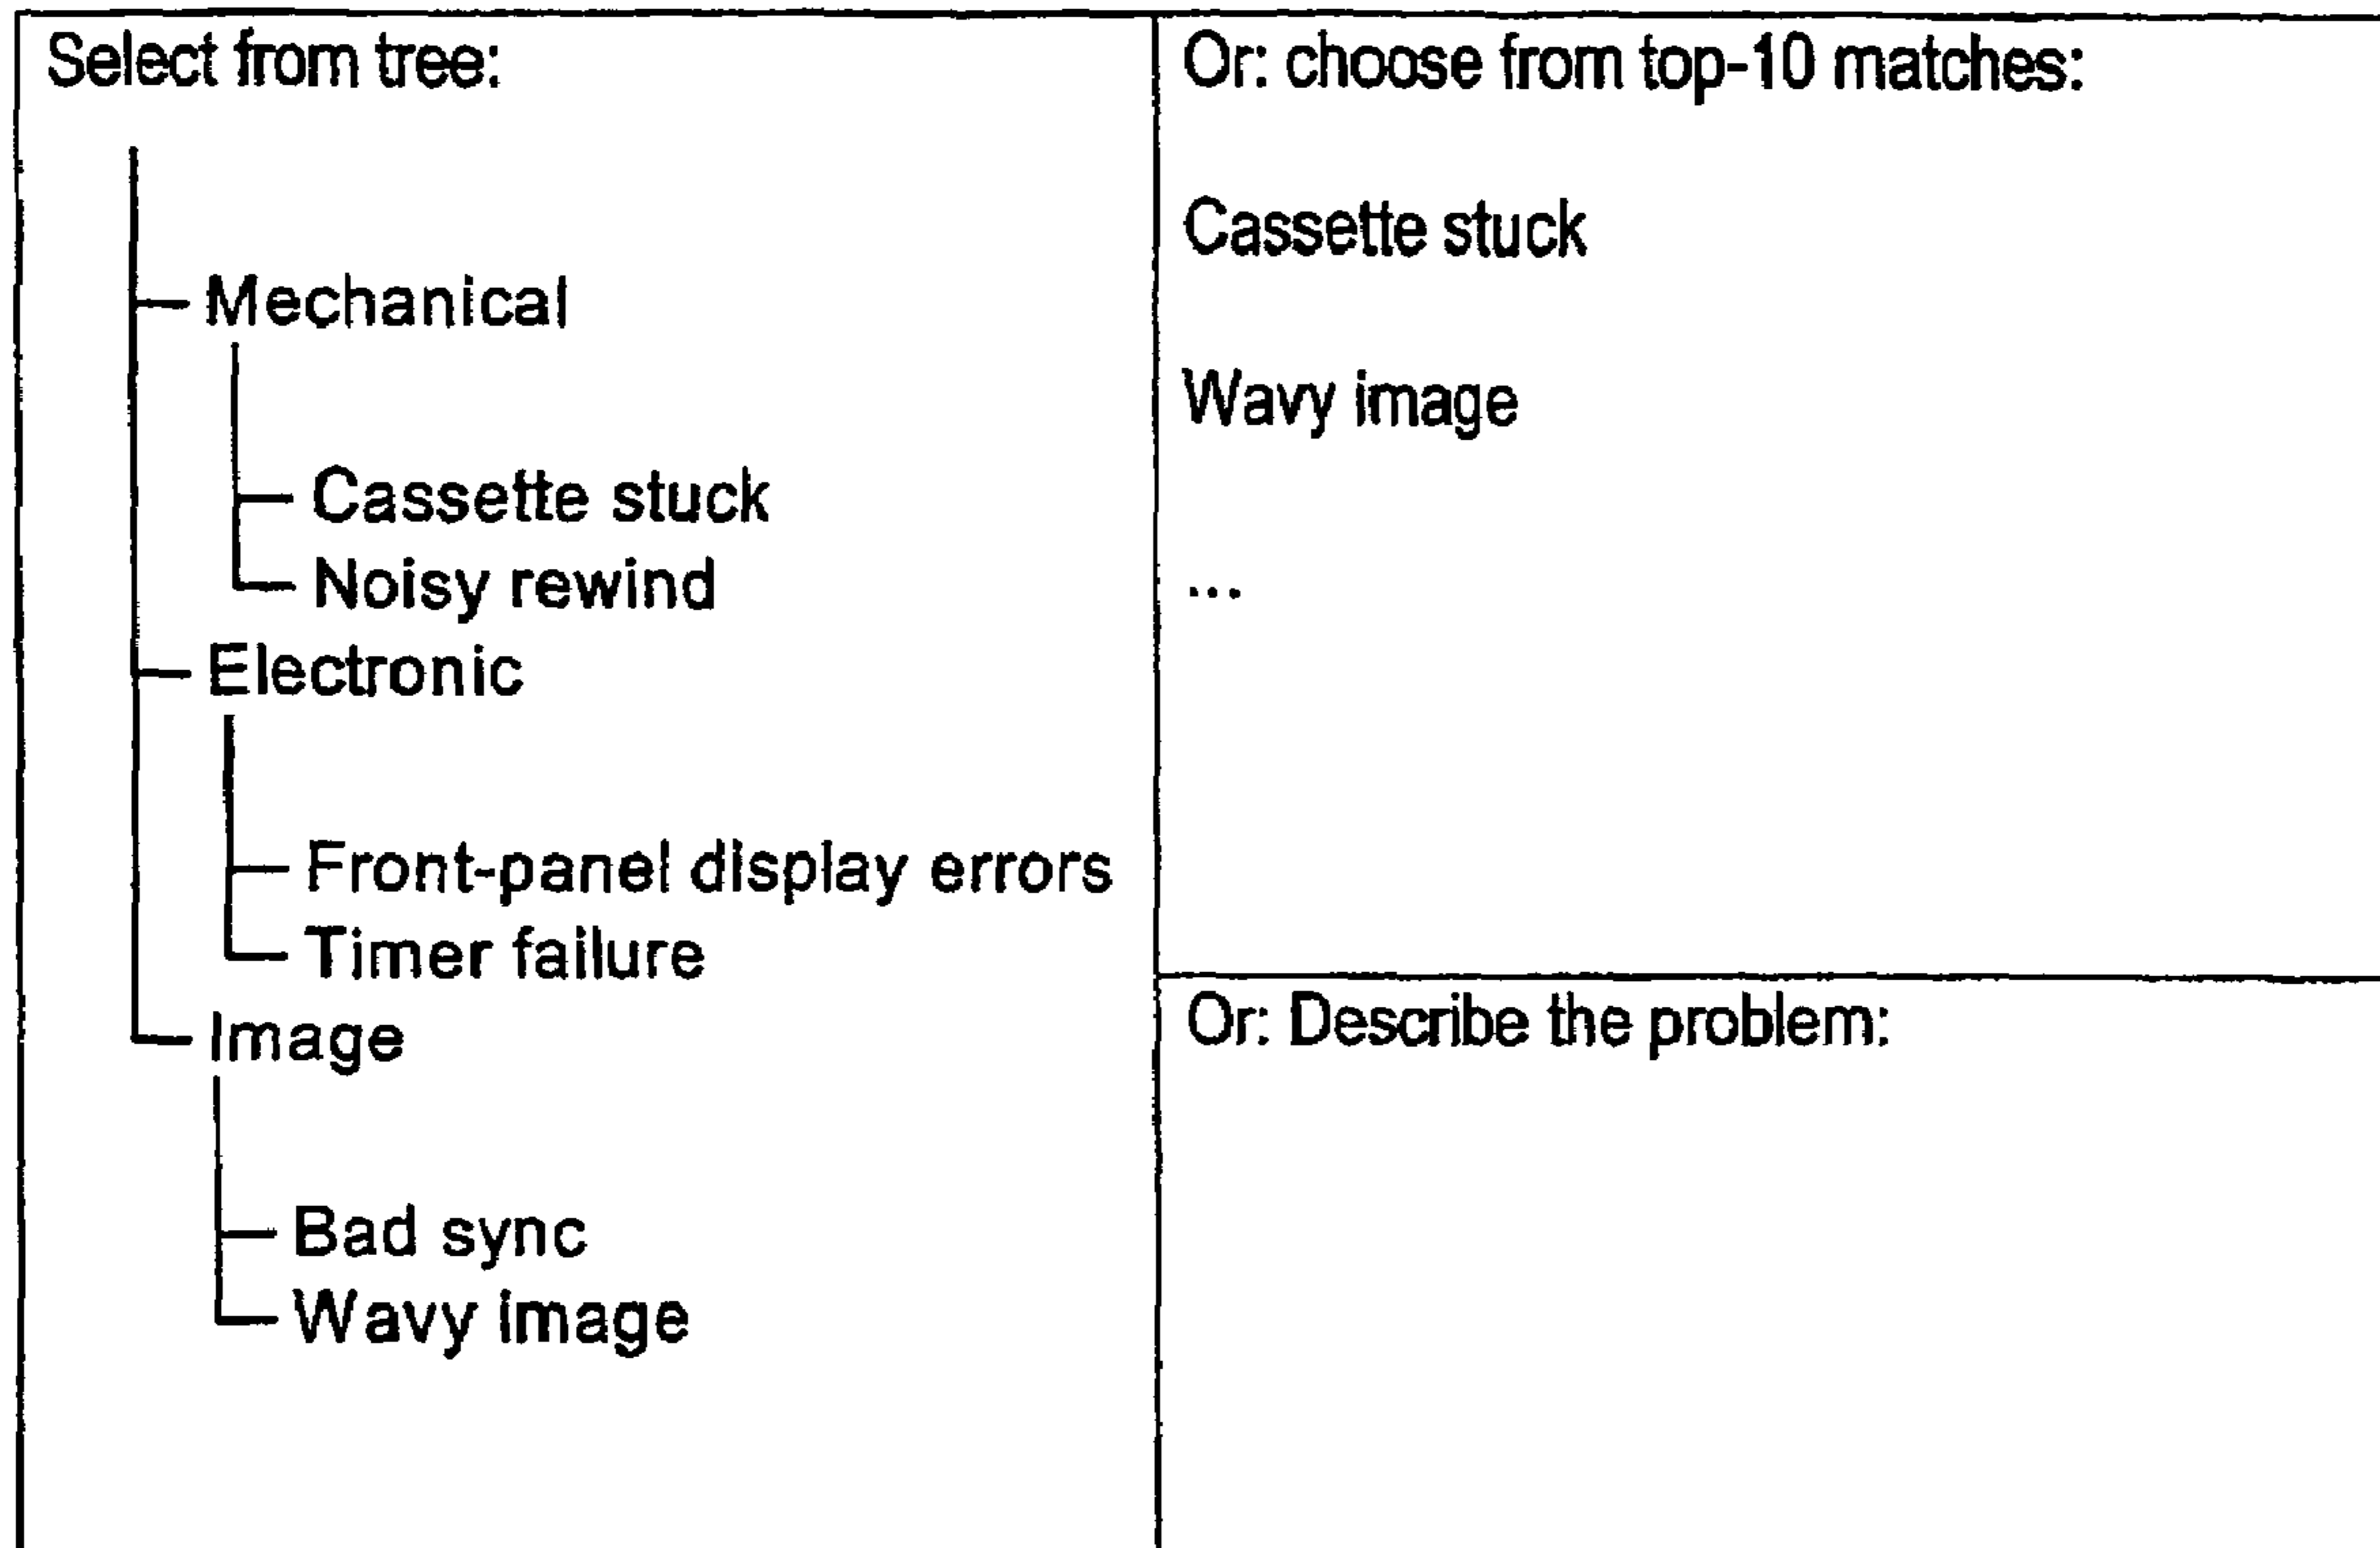 Select from tree:
Mechanical
Cassette stuck
Noisy rewind
Electronic
Front-panel display errors
Timer failure
Image
Bad sync
Wavy image
Or: choose from top-10 matches:
Cassette stuck
Wavy image
...
Or: Describe the problem: